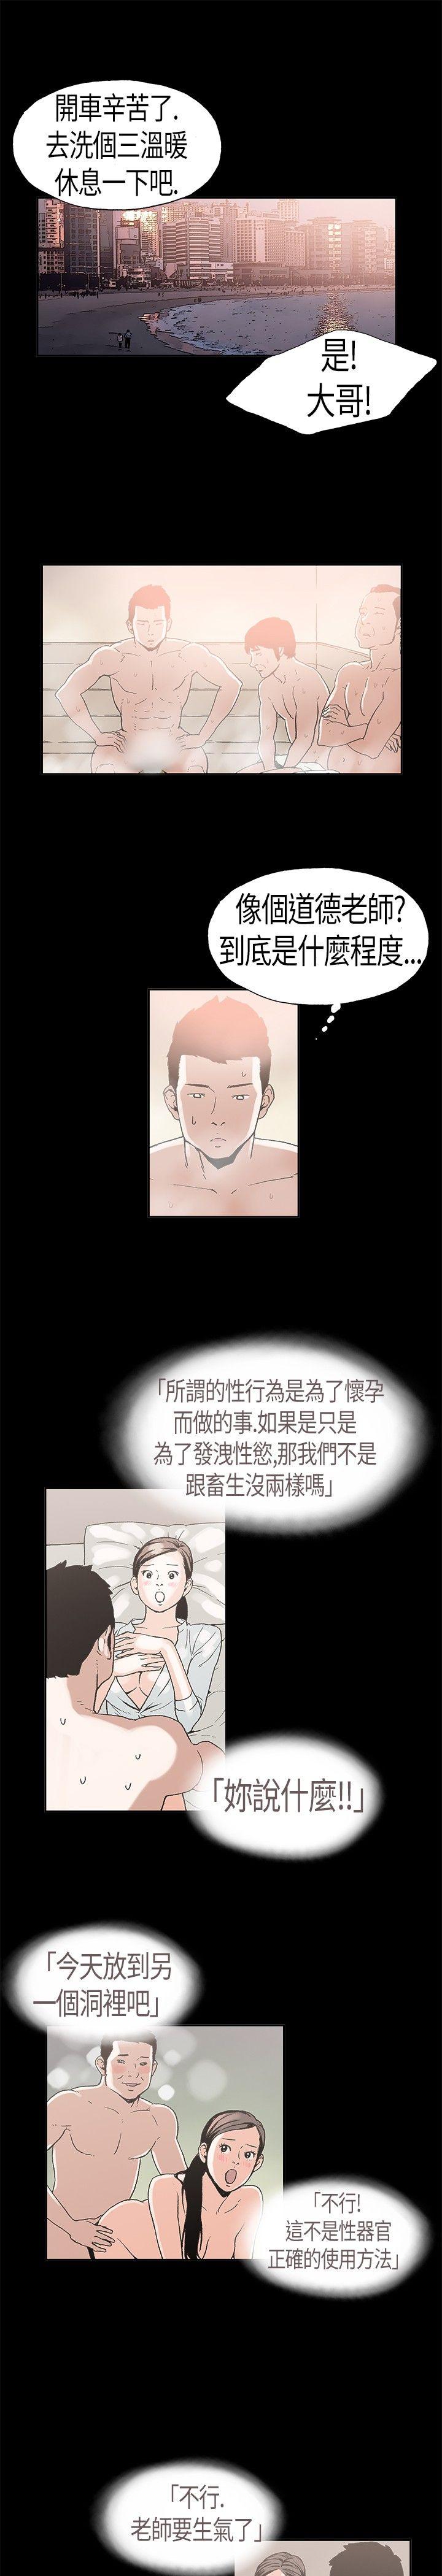 開車辛苦了.
去洗個三溫暖
休息一下吧.
是!
大哥!
像個道德老師?
到底是什麼程度...
「所謂的性行為是為了懷孕
而做的事.如果是只是
為了發洩性慾,那我們不是
跟畜生沒兩樣嗎」
「妳說什麼!!」
「今天放到另
一個洞裡吧」
「不行!
這不是性器官
正確的使用方法」
「不行.
老師要生氣了」